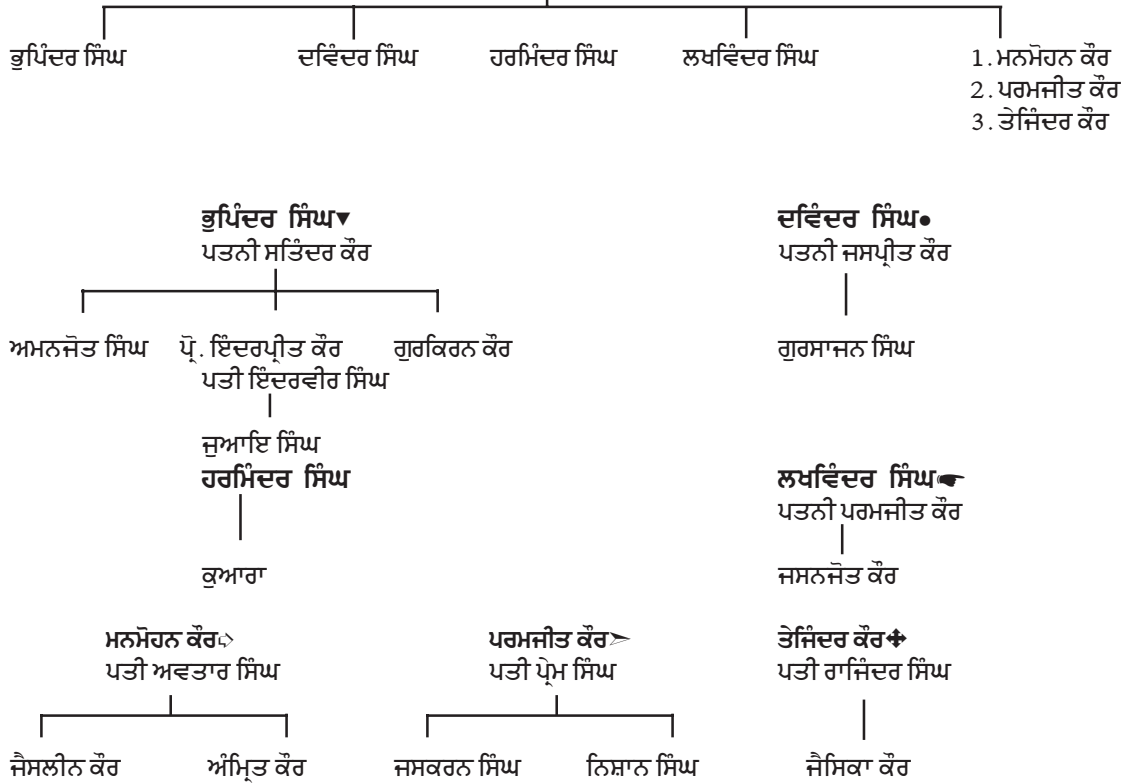 ਭੁਪਿੰਦਰ ਸਿੰਘ ਦਵਿੰਦਰ ਸਿੰਘ ਹਰਮਿੰਦਰ ਸਿੰਘ ਲਖਵਿੰਦਰ ਸਿੰਘ 1.ਮਨਮੋਹਨ ਕੌਰ
2.ਪਰਮਜੀਤ ਕੌਰ
3.ਤੇਜਿੰਦਰ ਕੌਰ
ਭੁਪਿੰਦਰ ਸਿੰਘ▼ ਦਵਿੰਦਰ ਸਿੰਘ●
ਪਤਨੀ ਸਤਿੰਦਰ ਕੌਰ ਪਤਨੀ ਜਸਪ੍ਰੀਤ ਕੌਰ
ਅਮਨਜੋਤ ਸਿੰਘ ਪ੍ਰੋ.ਇੰਦਰਪ੍ਰੀਤ ਕੌਰ ਗੁਰਕਿਰਨ ਕੌਰ ਗੁਰਸਾਜਨ ਸਿੰਘ
ਪਤੀ ਇੰਦਰਵੀਰ ਸਿੰਘ
ਜੁਆਇ ਸਿੰਘ
ਹਰਮਿੰਦਰ ਸਿੰਘ ਲਖਵਿੰਦਰ ਸਿੰਘ☛
ਪਤਨੀ ਪਰਮਜੀਤ ਕੌਰ
ਕੁਆਰਾ ਜਸਨਜੋਤ ਕੌਰ
ਮਨਮੋਹਨ ਕੌਰ➪ ਪਰਮਜੀਤ ਕੌਰ➢ ਤੇਜਿੰਦਰ ਕੌਰ✥
ਪਤੀ ਅਵਤਾਰ ਸਿੰਘ ਪਤੀ ਪ੍ਰੇਮ ਸਿੰਘ ਪਤੀ ਰਾਜਿੰਦਰ ਸਿੰਘ
ਜੈਸਲੀਨ ਕੌਰ ਅੰਮ੍ਰਿਤ ਕੌਰ ਜਸਕਰਨ ਸਿੰਘ ਨਿਸ਼ਾਨ ਸਿੰਘ ਜੈਸਿਕਾ ਕੌਰ